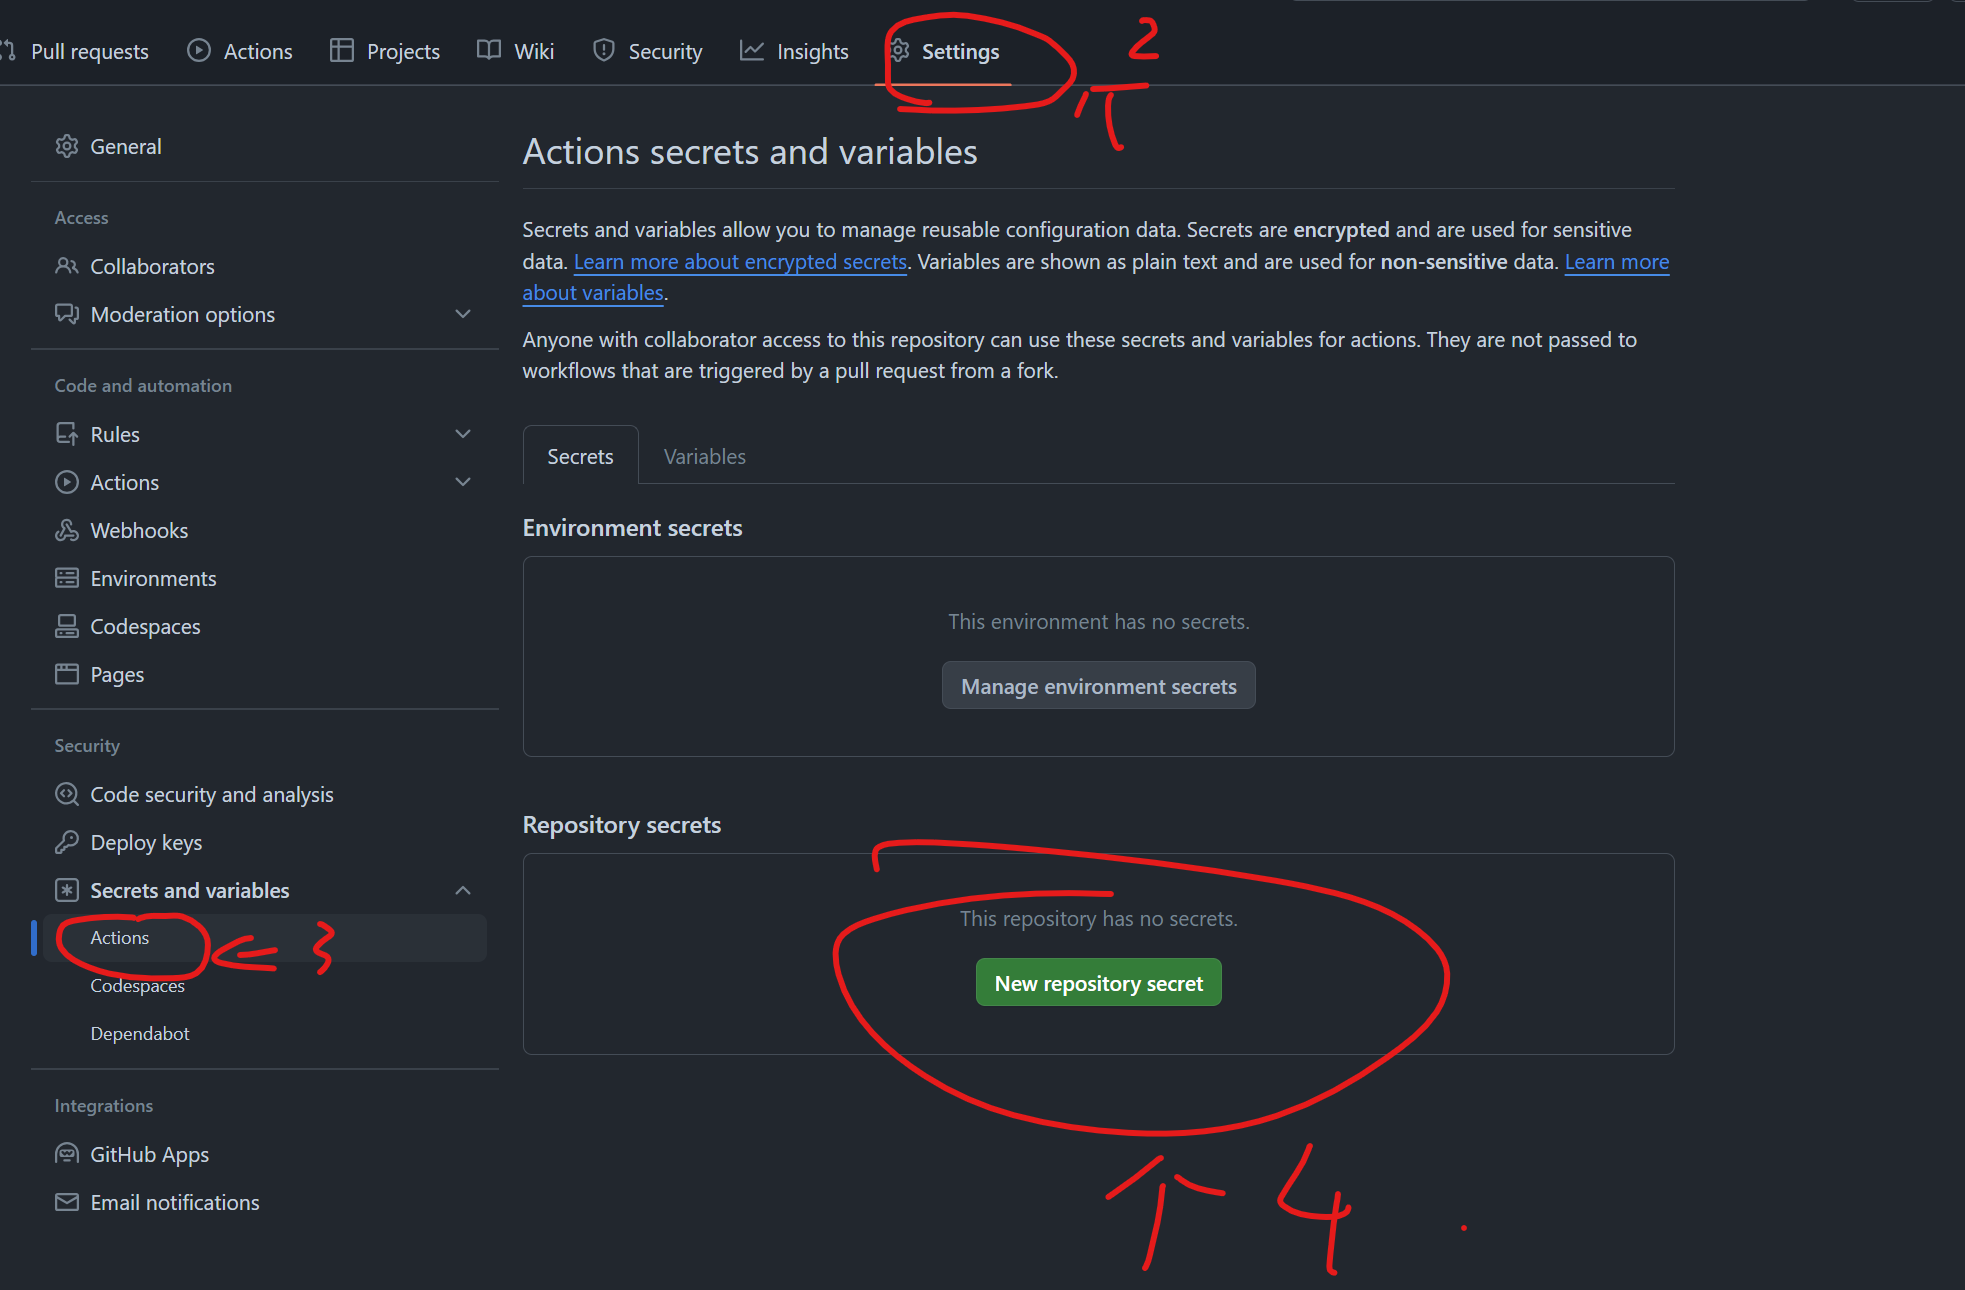 Pull requests
Actions
Projects
Wiki
Security
Insights
Settings
2
General
Access
Collaborators
Moderation options
Code and automation
Rules
Actions
Webhooks
Environments
Codespaces
Pages
Security
Code security and analysis
Deploy keys
Secrets and variables
Actions
3
Codespaces
Dependabot
Integrations
GitHub Apps
Email notifications
Actions secrets and variables
Secrets and variables allow you to manage reusable configuration data. Secrets are encrypted and are used for sensitive
data. Learn more about encrypted secrets. Variables are shown as plain text and are used for non-sensitive data. Learn more
about variables.
Anyone with collaborator access to this repository can use these secrets and variables for actions. They are not passed to
workflows that are triggered by a pull request from a fork.
Secrets
Variables
Environment secrets
This environment has no secrets.
Manage environment secrets
Repository secrets
This repository has no secrets.
New repository secret
4